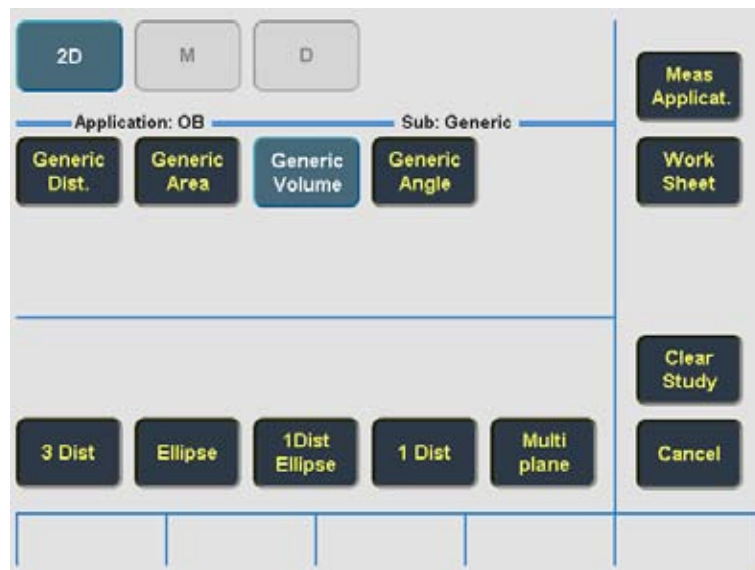 2D
M
D
Meas
Applicat.
Application: OB
Sub: Generic
Generic
Dist.
Generic
Area
Generic
Volume
Generic
Angle
Work
Sheet
Clear
Study
3 Dist
Ellipse
1Dist
Ellipse
1 Dist
Multi
plane
Cancel